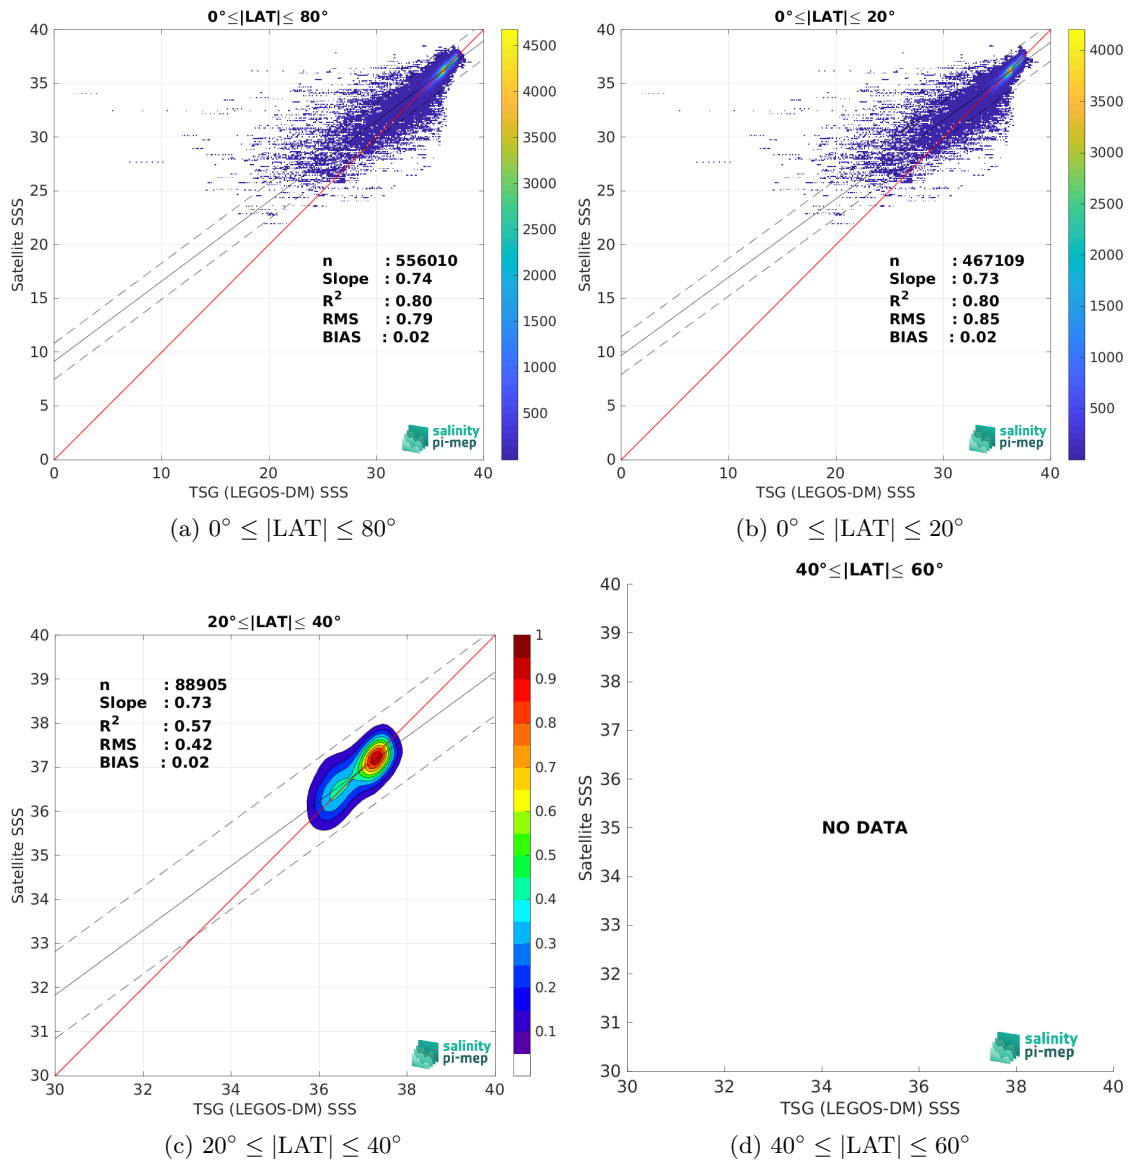 0°≤|LAT|≤ 80°
40
35
30
25
20
15
10
5
0
0
10
20
30
40
Satellite SSS
TSG (LEGOS-DM) SSS
n : 556010
Slope : 0.74
R² : 0.80
RMS : 0.79
BIAS : 0.02
4500
4000
3500
3000
2500
2000
1500
1000
500
salinity
pi-mep
(a) 0° ≤ |LAT| ≤ 80°
0°≤|LAT|≤ 20°
40
35
30
25
20
15
10
5
0
0
10
20
30
40
Satellite SSS
TSG (LEGOS-DM) SSS
n : 467109
Slope : 0.73
R² : 0.80
RMS : 0.85
BIAS : 0.02
4000
3500
3000
2500
2000
1500
1000
500
salinity
pi-mep
(b) 0° ≤ |LAT| ≤ 20°
20°≤|LAT|≤ 40°
40
39
38
37
36
35
34
33
32
31
30
30
32
34
36
38
40
Satellite SSS
TSG (LEGOS-DM) SSS
n : 88905
Slope : 0.73
R² : 0.57
RMS : 0.42
BIAS : 0.02
1
0.9
0.8
0.7
0.6
0.5
0.4
0.3
0.2
0.1
salinity
pi-mep
(c) 20° ≤ |LAT| ≤ 40°
40°≤|LAT|≤ 60°
40
39
38
37
36
35
34
33
32
31
30
30
32
34
36
38
40
Satellite SSS
TSG (LEGOS-DM) SSS
NO DATA
salinity
pi-mep
(d) 40° ≤ |LAT| ≤ 60°